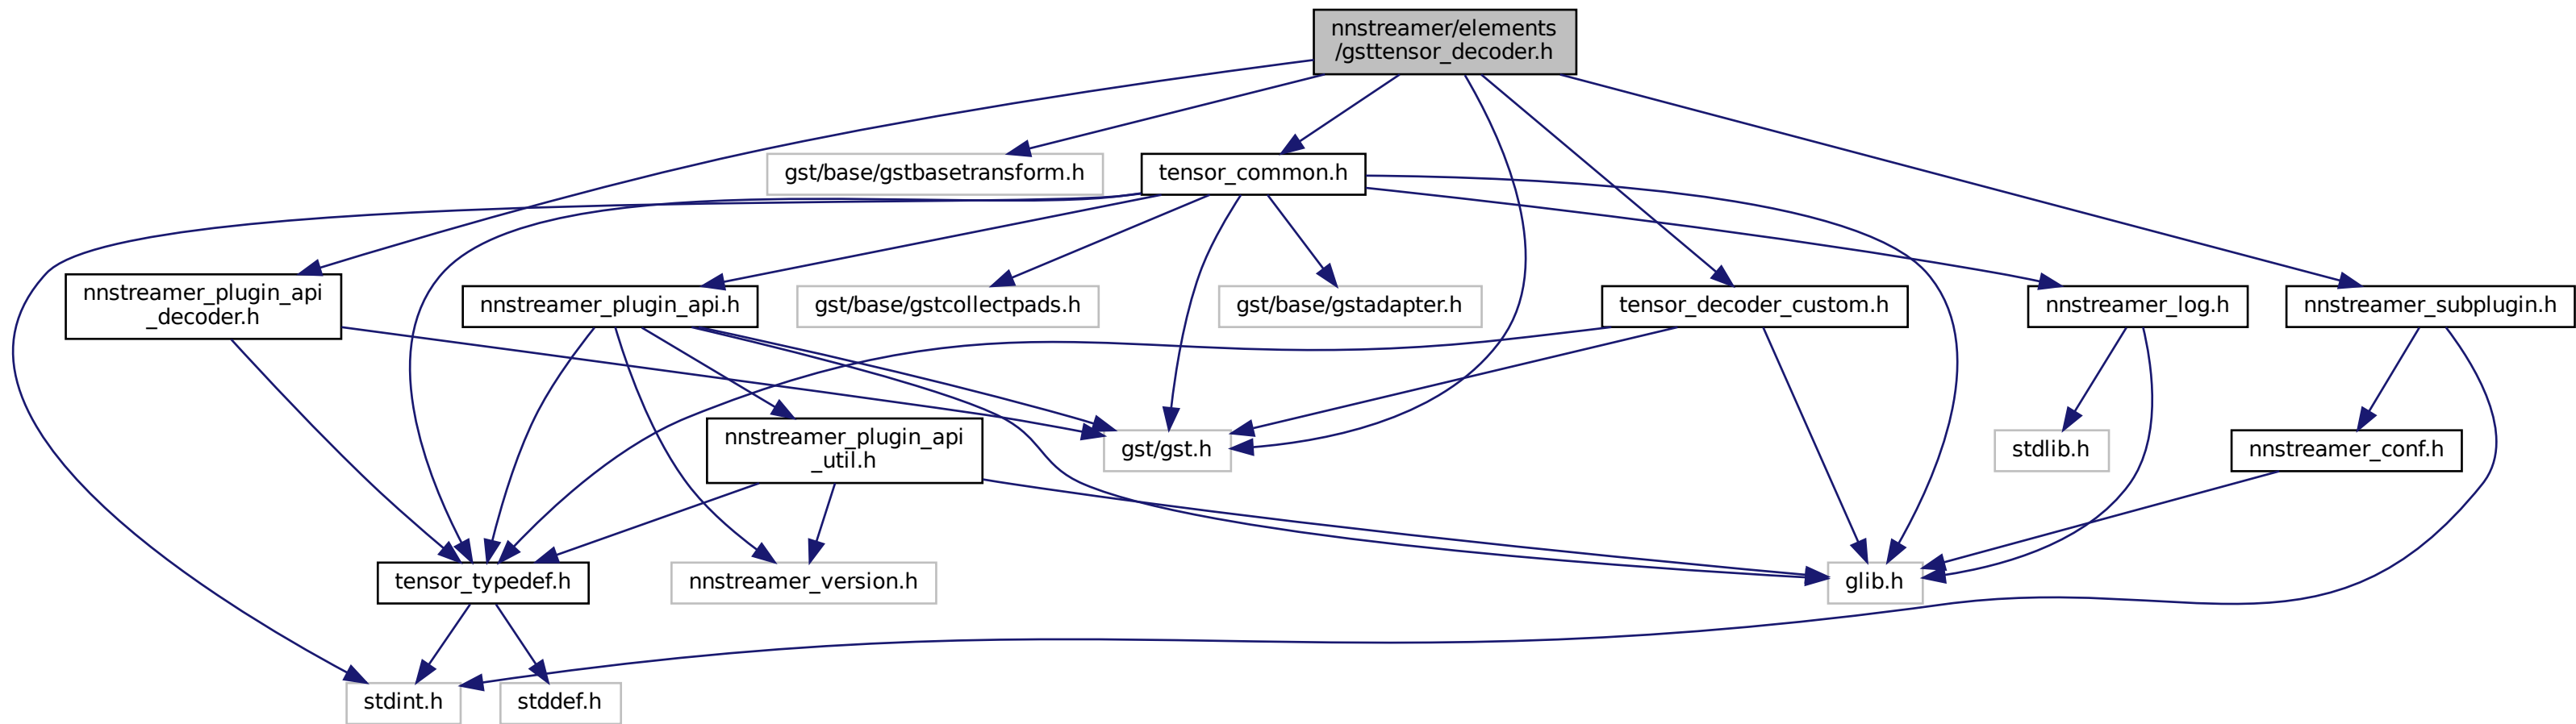 nnstreamer/elements
/gsttensor_decoder.h
gst/base/gstbasetransform.h
tensor_common.h
nnstreamer_plugin_api
_decoder.h
nnstreamer_plugin_api.h
gst/base/gstcollectpads.h
gst/base/gstadapter.h
tensor_decoder_custom.h
nnstreamer_log.h
nnstreamer_subplugin.h
nnstreamer_plugin_api
_util.h
gst/gst.h
stdlib.h
nnstreamer_conf.h
tensor_typedef.h
nnstreamer_version.h
glib.h
stdint.h
stddef.h